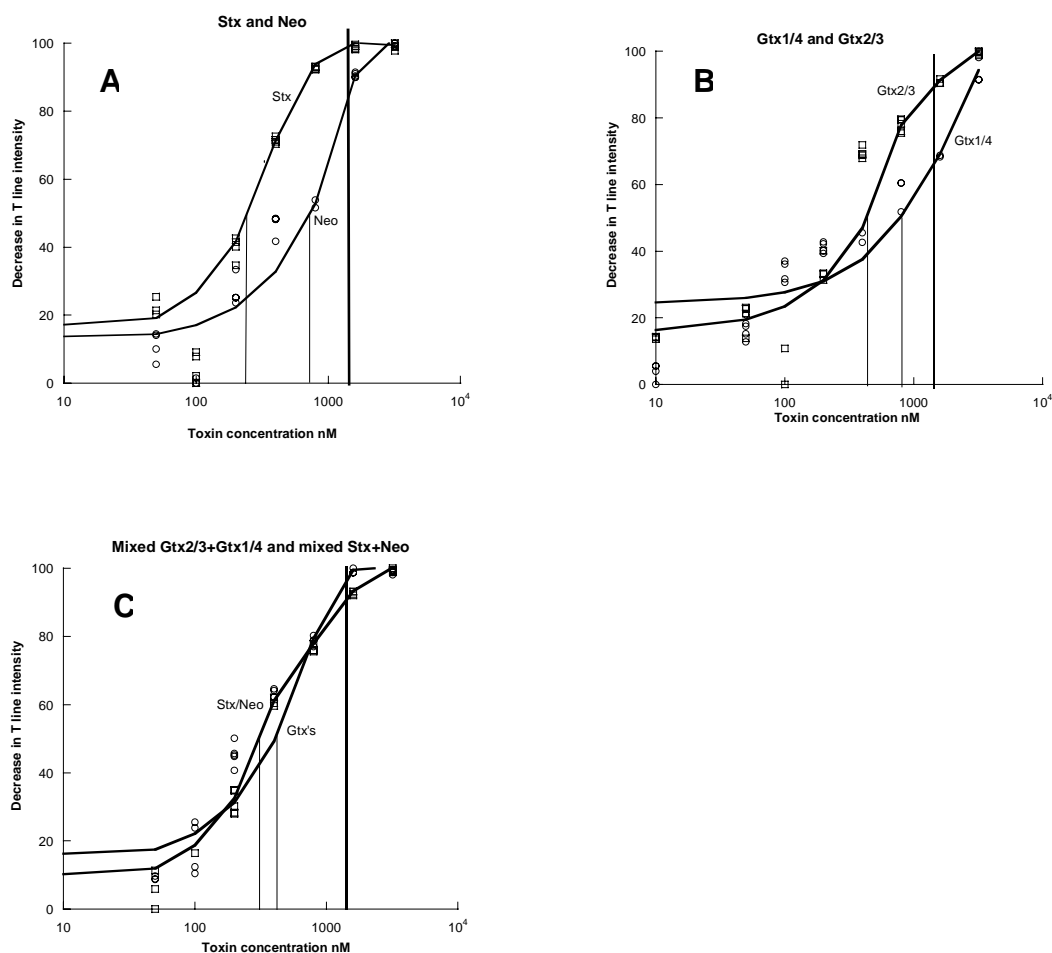 Stx and Neo
A
Decrease in T line intensity
100
80
60
40
20
0
Stx
Neo
10
100
1000
10⁴
Toxin concentration nM
Gtx1/4 and Gtx2/3
B
Decrease in T line intensity
100
80
60
40
20
0
Gtx2/3
Gtx1/4
10
100
1000
10⁴
Toxin concentration nM
Mixed Gtx2/3+Gtx1/4 and mixed Stx+Neo
C
Decrease in T line intensity
100
80
60
40
20
0
Stx/Neo
Gtx's
10
100
1000
10⁴
Toxin concentration nM